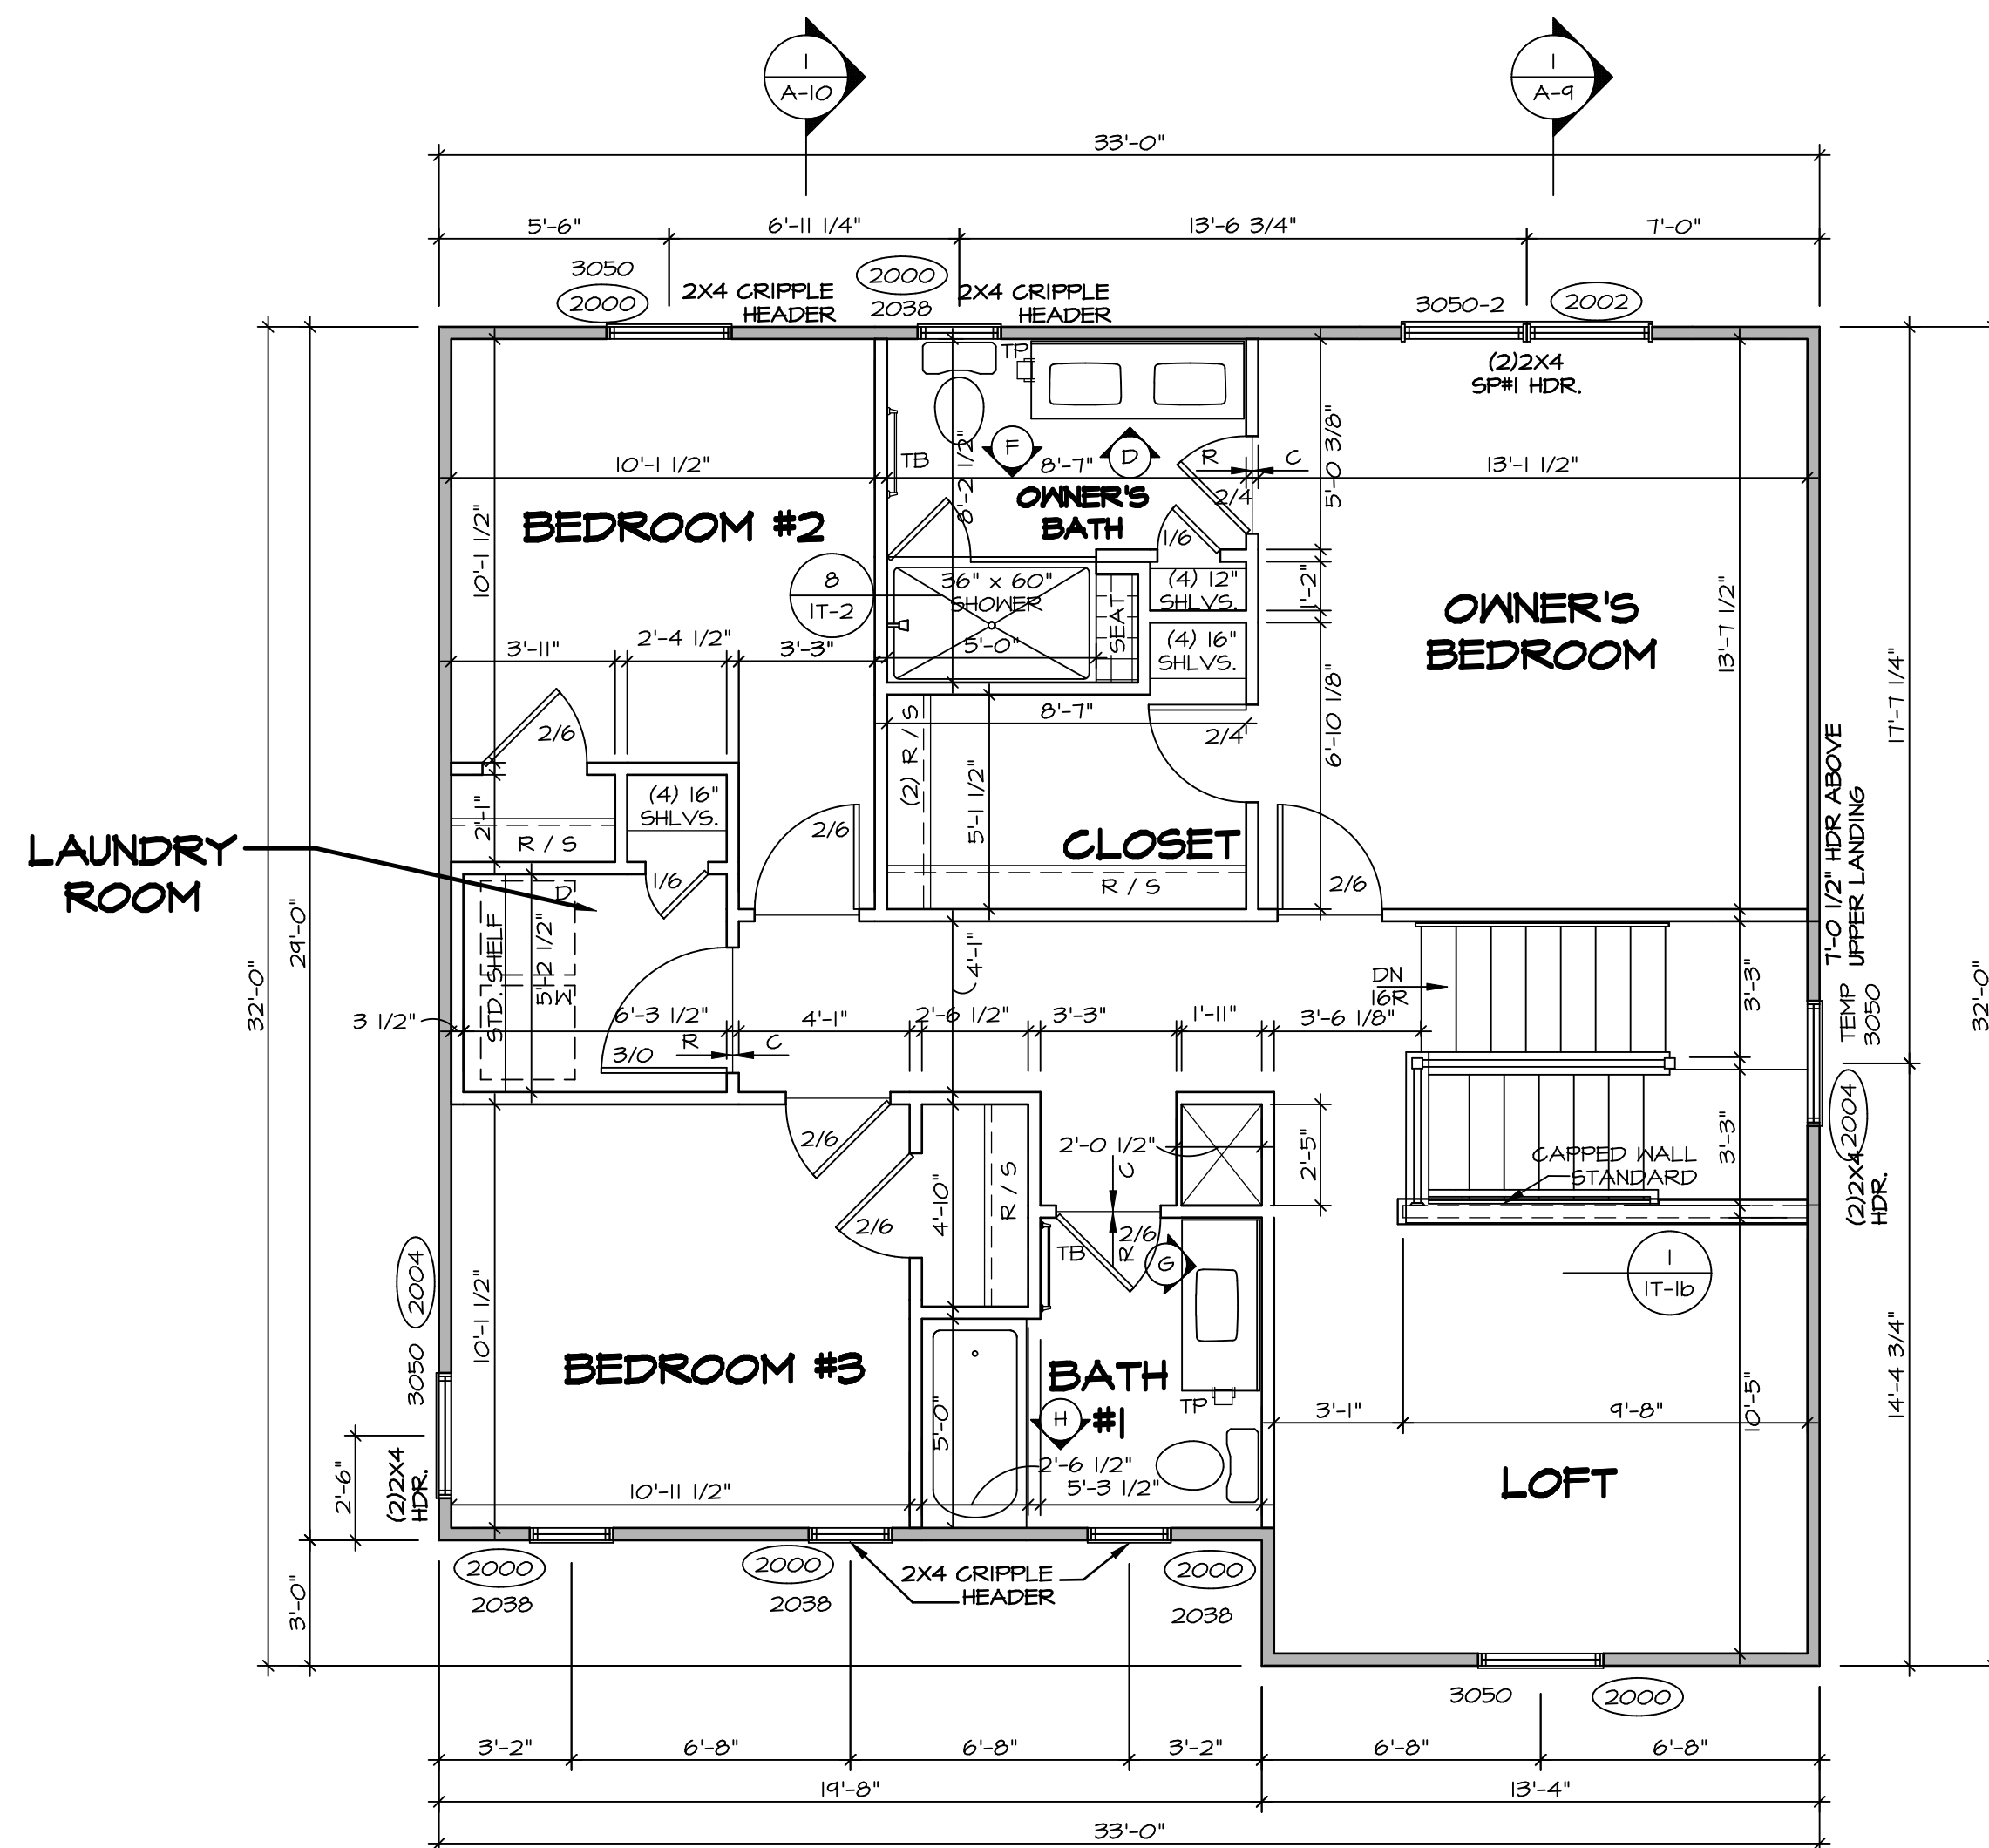 1
A-10
1
A-9
33'-0"
5'-6"
6'-11 1/4"
13'-6 3/4"
7'-0"
3050
2000
2X4 CRIPPLE
HEADER
2000
2038
2X4 CRIPPLE
HEADER
3050-2
2002
(2)2X4
SP#1 HDR.
TP
TB
F
D
R
C
10'-1 1/2"
8'-7"
13'-1 1/2"
8'-2 1/2"
5'-0 3/8"
10'-1 1/2"
BEDROOM #2
OWNER'S
BATH
2/4
1/6
8
IT-2
36" x 60"
SHOWER
5'-0"
SEAT
(4) 12"
SHLVS.
1'-2"
(4) 16"
SHLVS.
OWNER'S
BEDROOM
13'-7 1/2"
17'-7 1/4"
3'-11"
2'-4 1/2"
3'-3"
2/6
(2) R / S
8'-7"
2/4
6'-10 1/8"
5'-1 1/2"
CLOSET
R / S
2'-1"
R / S
(4) 16"
SHLVS.
2/6
2/6
1/6
LAUNDRY
ROOM
7'-0 1/2" HDR ABOVE
UPPER LANDING
32'-0"
29'-0"
32'-0"
STD. SHELF
5'-2 1/2"
D
W
4'-1"
DN
16R
3'-3"
TEMP
3050
2004
(2)2X4
HDR.
3 1/2"
6'-3 1/2"
4'-1"
2'-6 1/2"
3'-3"
1'-11"
3'-6 1/8"
3/0
R
C
2/6
2/6
4'-10"
R / S
2'-0 1/2"
C
R
2/6
2'-5"
3'-3"
CAPPED WALL
STANDARD
TB
G
1
IT-1b
10'-1 1/2"
2004
3050
BEDROOM #3
BATH
#1
H
TP
5'-0"
3'-1"
9'-8"
10'-5"
14'-4 3/4"
LOFT
2'-6"
(2)2X4
HDR.
10'-11 1/2"
2'-6 1/2"
5'-3 1/2"
3'-0"
2000
2038
2000
2038
2X4 CRIPPLE
HEADER
2000
2038
3050
2000
3'-2"
6'-8"
6'-8"
3'-2"
6'-8"
6'-8"
19'-8"
13'-4"
33'-0"